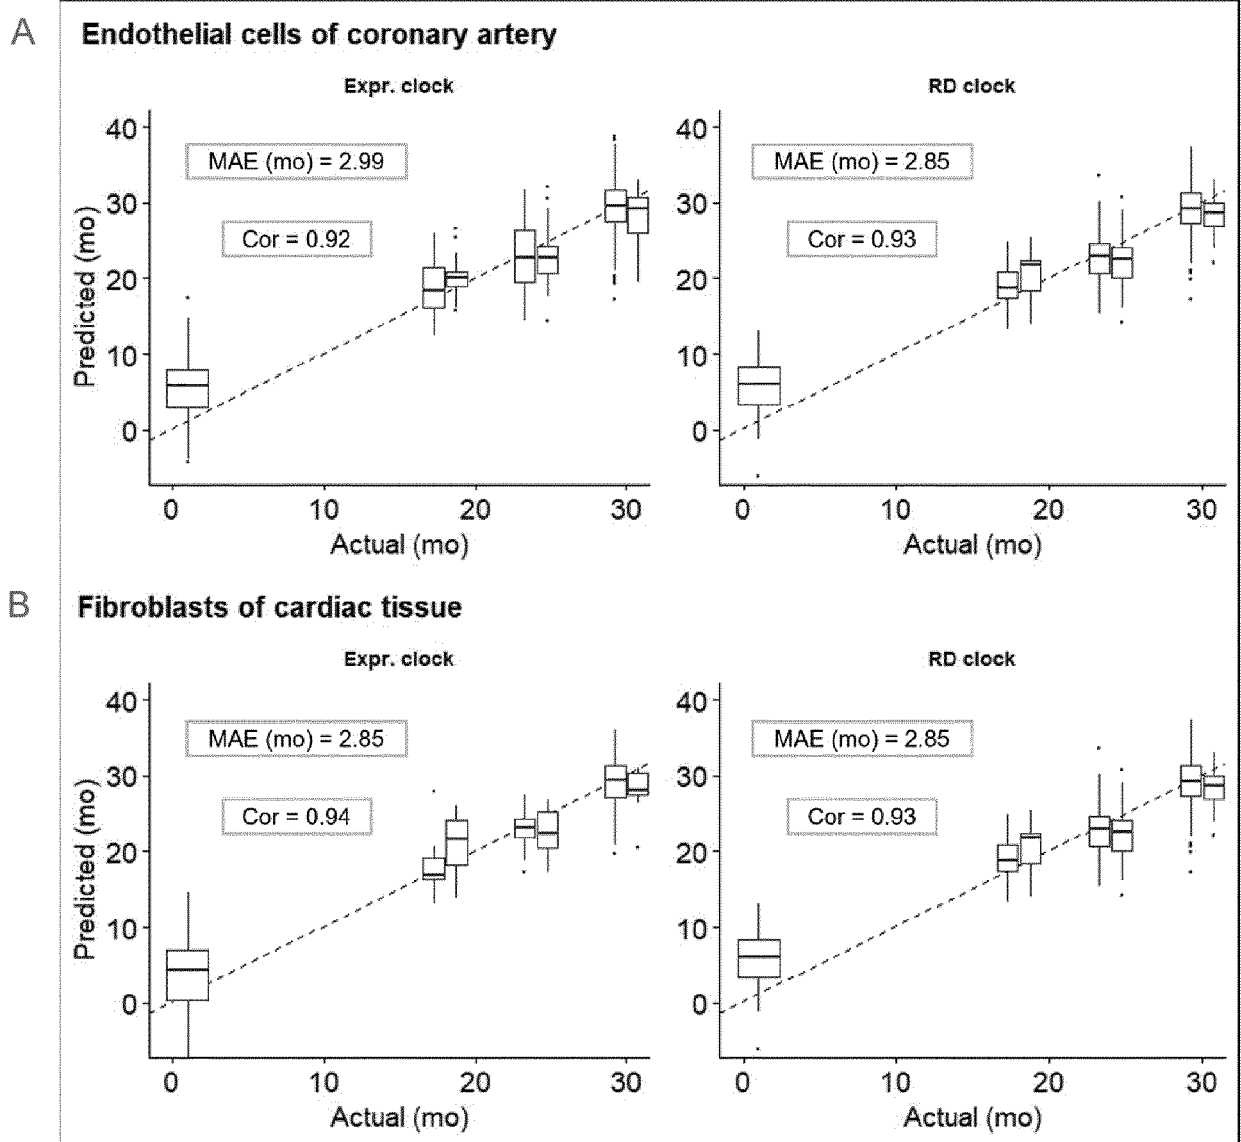 A
Endothelial cells of coronary artery
Expr. clock
RD clock
40
MAE (mo) = 2.99
30
Cor = 0.92
20
10
0
Predicted (mo)
0 10 20 30
Actual (mo)
40
MAE (mo) = 2.85
30
Cor = 0.93
20
10
0
0 10 20 30
Actual (mo)
B
Fibroblasts of cardiac tissue
Expr. clock
RD clock
40
MAE (mo) = 2.85
30
Cor = 0.94
20
10
0
Predicted (mo)
0 10 20 30
Actual (mo)
40
MAE (mo) = 2.85
30
Cor = 0.93
20
10
0
0 10 20 30
Actual (mo)